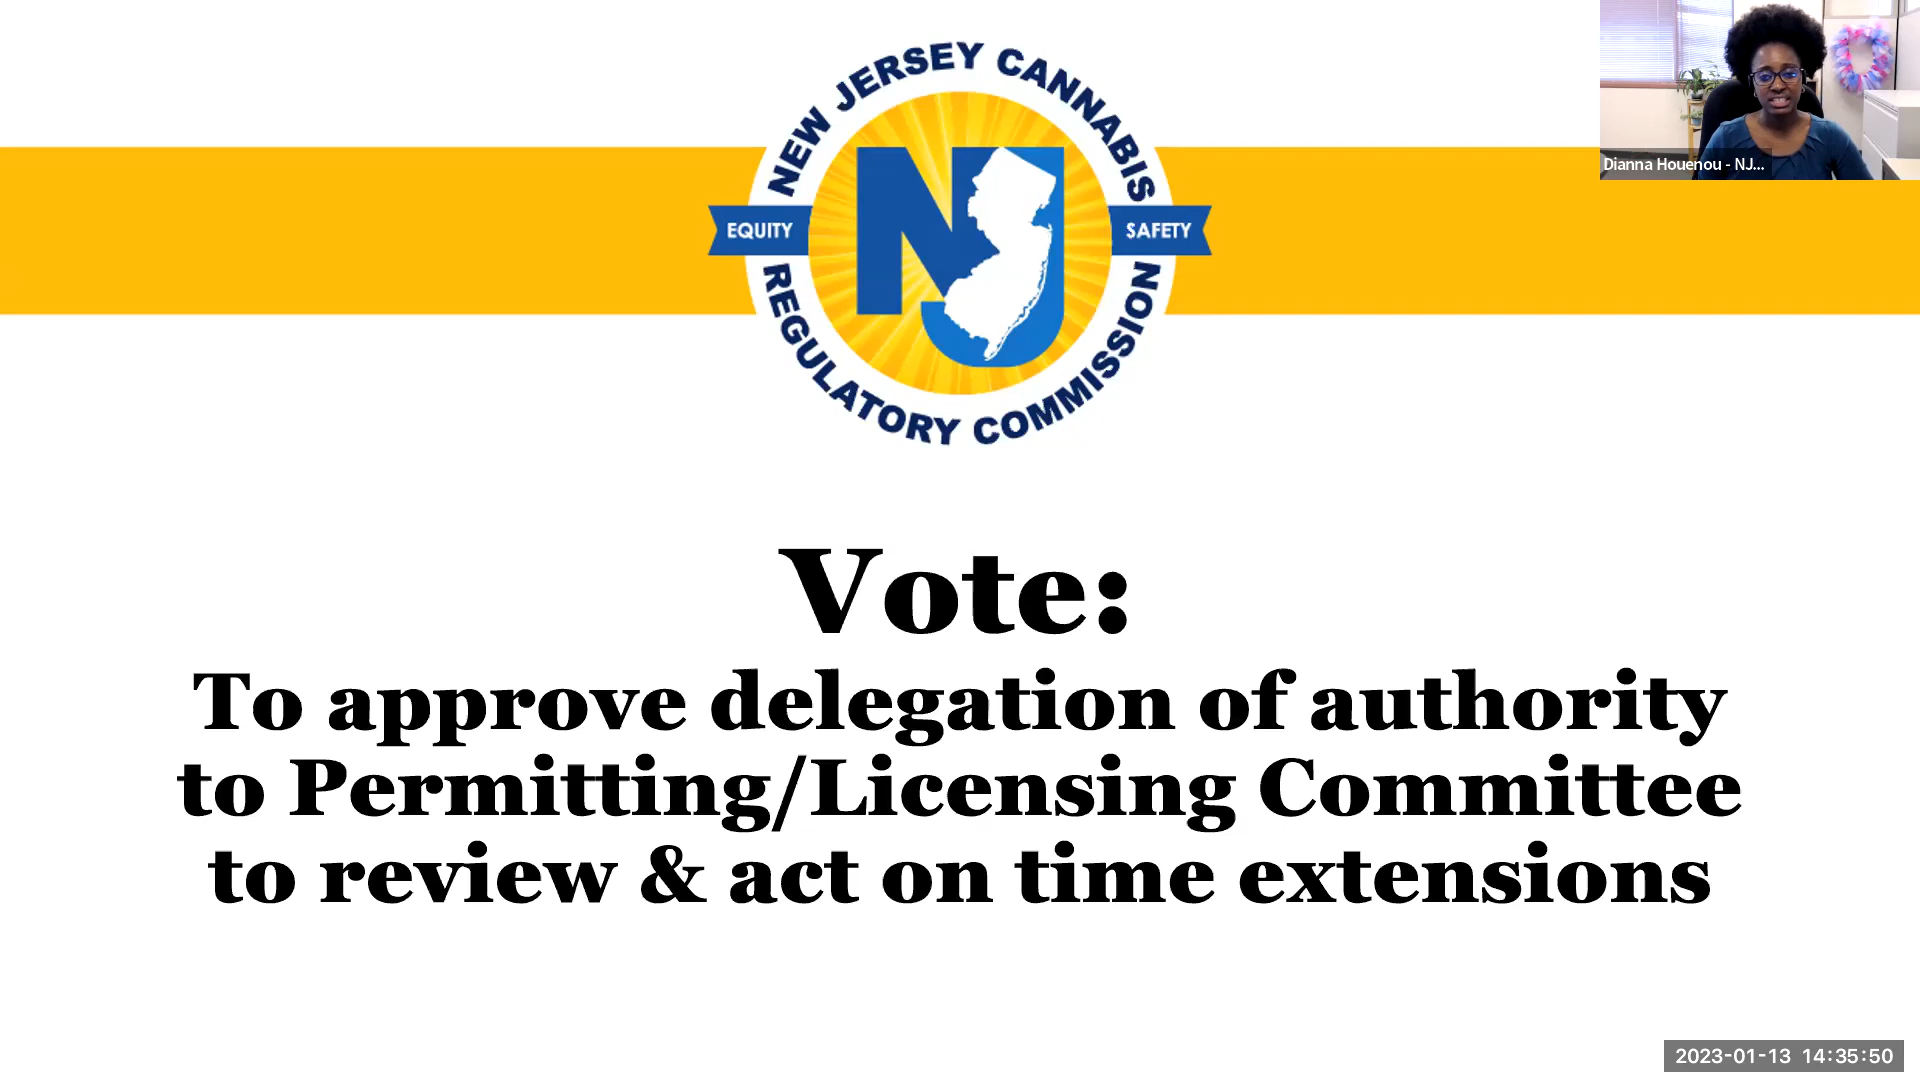 NEW JERSEY CANNABIS
EQUITY
NJ
SAFETY
REGULATORY COMMISSION
Dianna Houenou - NJ...
Vote:
To approve delegation of authority
to Permitting/Licensing Committee
to review & act on time extensions
2023-01-13 14:35:50